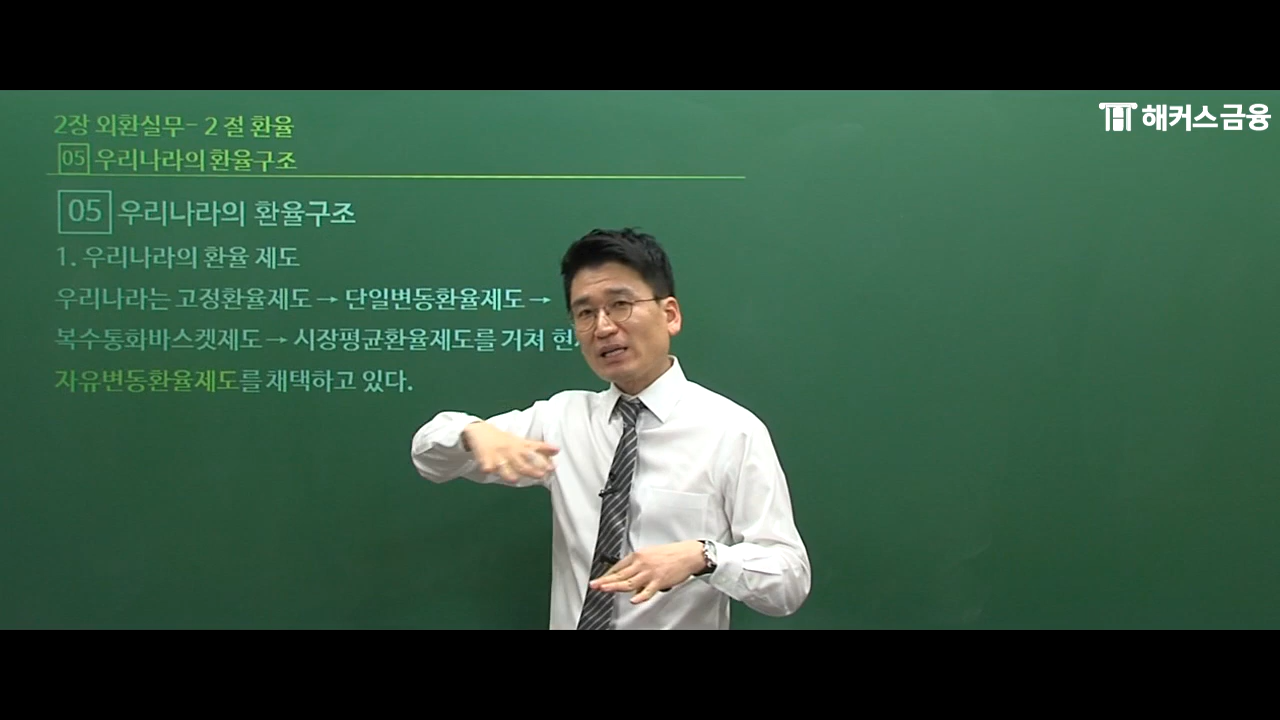 해커스금융
2장 외환실무- 2 절 환율
05 우리나라의 환율구조
05 우리나라의 환율구조
1. 우리나라의 환율 제도
우리나라는 고정환율제도 → 단일변동환율제도 →
복수통화바스켓제도 → 시장평균환율제도를 거쳐
자유변동환율제도를 채택하고 있다.